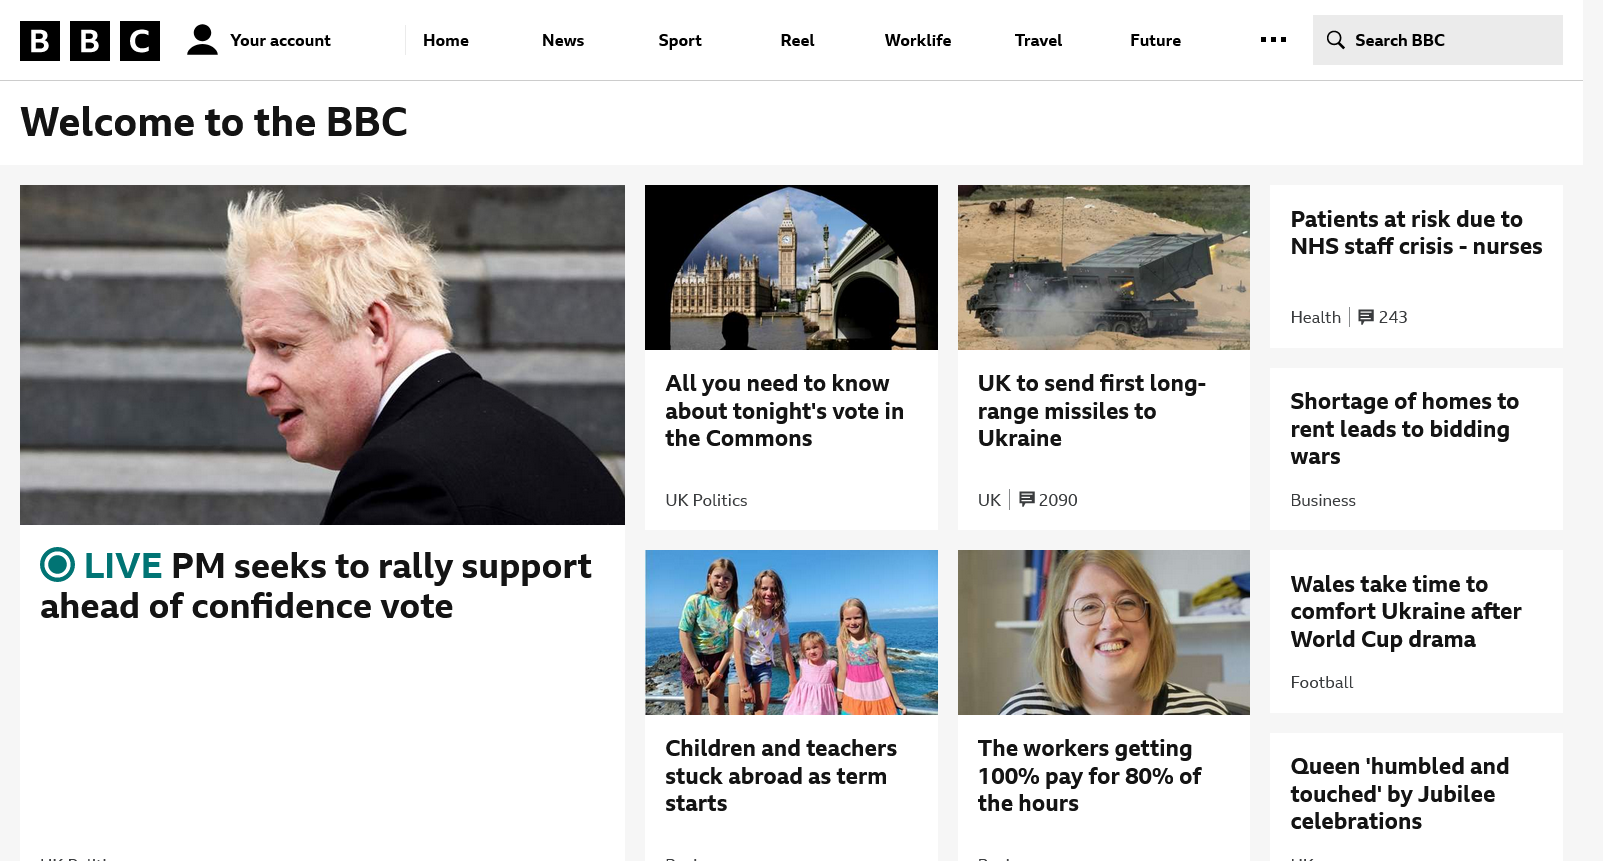 BBC
Your account
Home
News
Sport
Reel
Worklife
Travel
Future
Search BBC
Welcome to the BBC
LIVE PM seeks to rally support
ahead of confidence vote
All you need to know
about tonight's vote in
the Commons
UK Politics
UK to send first long-
range missiles to
Ukraine
UK
2090
Patients at risk due to
NHS staff crisis - nurses
Health
243
Shortage of homes to
rent leads to bidding
wars
Business
Children and teachers
stuck abroad as term
starts
The workers getting
100% pay for 80% of
the hours
Wales take time to
comfort Ukraine after
World Cup drama
Football
Queen 'humbled and
touched' by Jubilee
celebrations